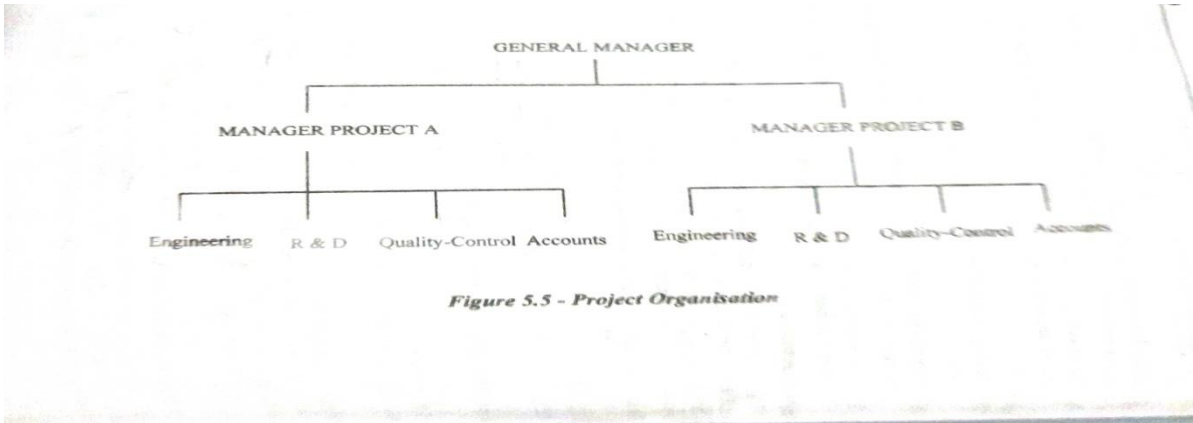 GENERAL MANAGER
MANAGER PROJECT A MANAGER PROJECT B
Engineering R & D Quality-Control Accounts Engineering R & D Quality-Control Accounts
Figure 5.5 - Project Organisation